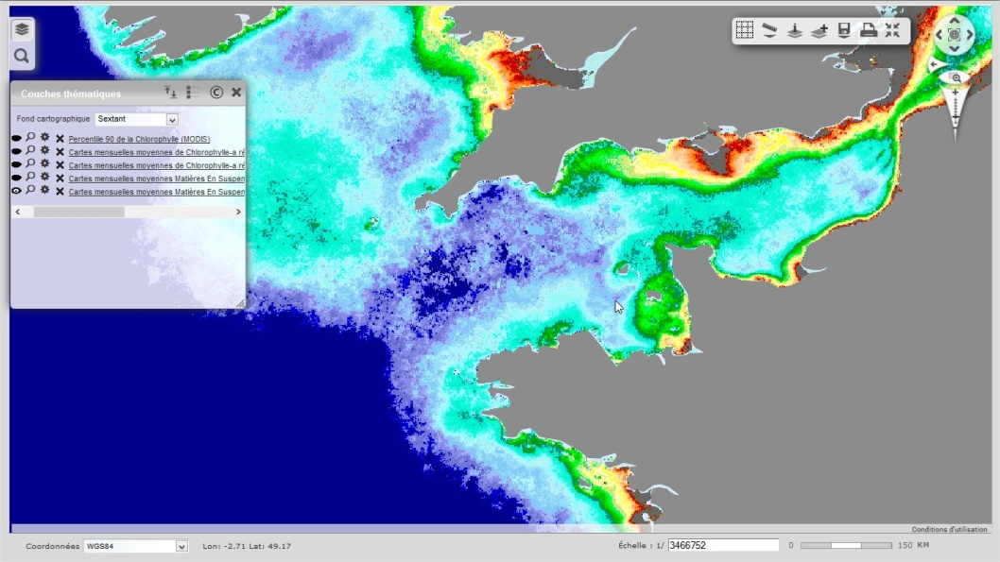 Couches thématiques
Fond cartographique Sextant
Percentile 90 de la Chlorophylle (MODIS)
Cartes mensuelles moyennes de Chlorophylle-a ré
Cartes mensuelles moyennes de Chlorophylle-a ré
Cartes mensuelles moyennes Matières En Suspen
Cartes mensuelles moyennes Matières En Suspen
Conditions d'utilisation
Coordonnées WGS84 Lon: -2.71 Lat: 49.17 Échelle : 1/ 3466752 0 150 KM